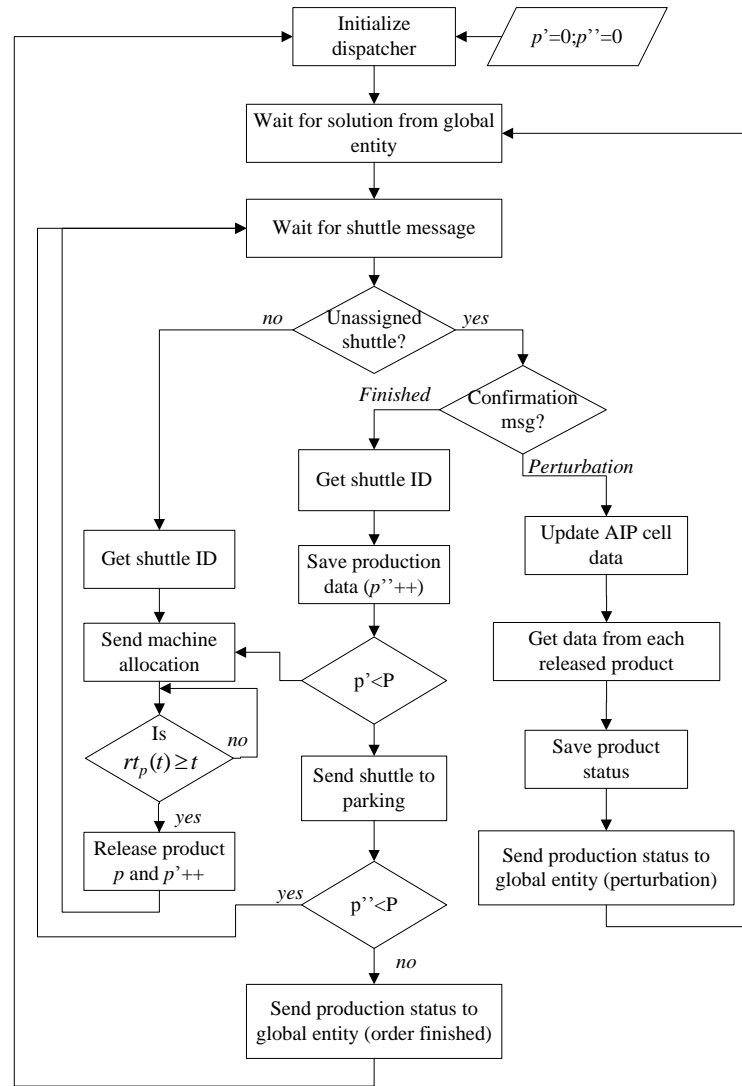 Initialize
dispatcher
p’=0;p’’=0
Wait for solution from global
entity
Wait for shuttle message
Unassigned
shuttle?
no
yes
Confirmation
msg?
Finished
Perturbation
Get shuttle ID
Update AIP cell
data
Get shuttle ID
Save production
data (p’’++)
Get data from each
released product
Send machine
allocation
p’<P
Is
rtₚ(t) ≥ t
no
yes
Save product
status
Send shuttle to
parking
Release product
p and p’++
Send production status to
global entity (perturbation)
yes
p’’<P
no
Send production status to
global entity (order finished)